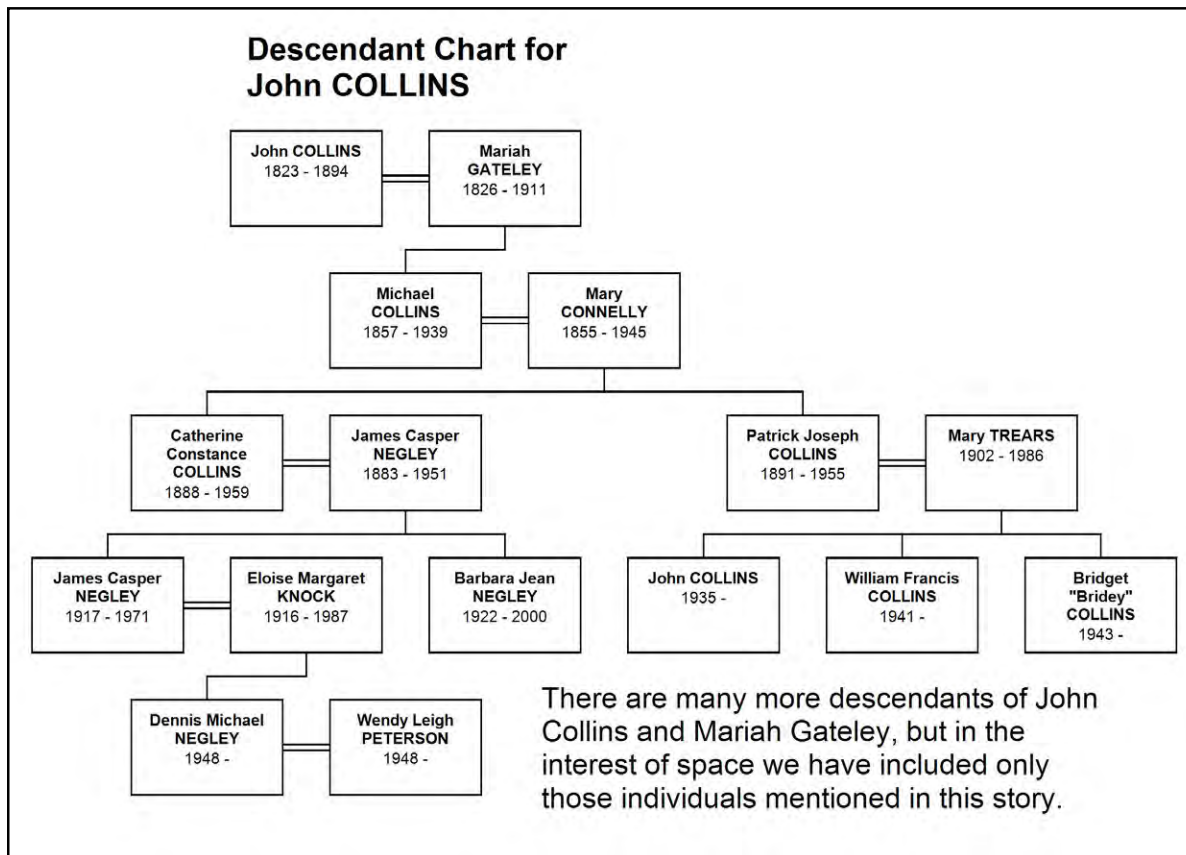 Descendant Chart for
John COLLINS
John COLLINS
1823 - 1894
Mariah
GATELEY
1826 - 1911
Michael
COLLINS
1857 - 1939
Mary
CONNELLY
1855 - 1945
Catherine
Constance
COLLINS
1888 - 1959
James Casper
NEGLEY
1883 - 1951
Patrick Joseph
COLLINS
1891 - 1955
Mary TREARS
1902 - 1986
James Casper
NEGLEY
1917 - 1971
Eloise Margaret
KNOCK
1916 - 1987
Barbara Jean
NEGLEY
1922 - 2000
John COLLINS
1935 -
William Francis
COLLINS
1941 -
Bridget
"Bridey"
COLLINS
1943 -
Dennis Michael
NEGLEY
1948 -
Wendy Leigh
PETERSON
1948 -
There are many more descendants of John
Collins and Mariah Gateley, but in the
interest of space we have included only
those individuals mentioned in this story.